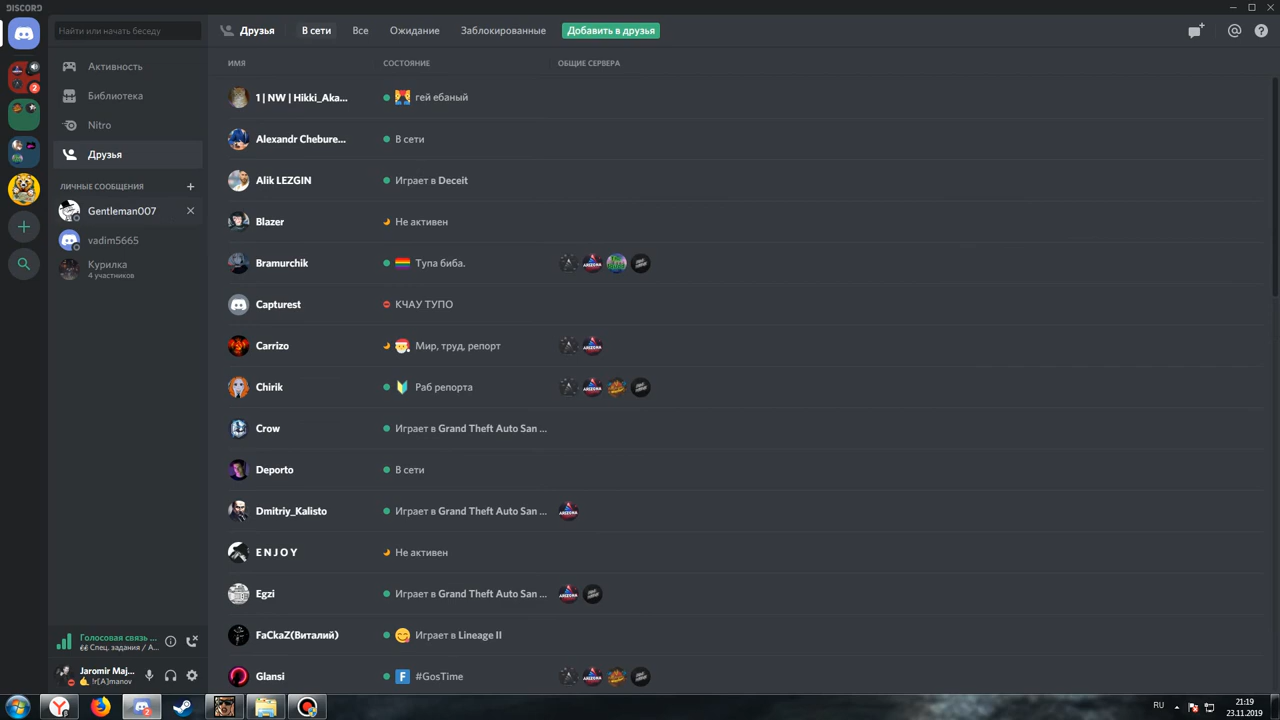 DISCORD
Найти или начать беседу
Друзья
В сети
Все
Ожидание
Заблокированные
Добавить в друзья
Активность
Библиотека
Nitro
Друзья
ЛИЧНЫЕ СООБЩЕНИЯ
Gentleman007
vadim5665
Курилка
4 участников
2
ИМЯ СОСТОЯНИЕ ОБЩИЕ СЕРВЕРА
1 | NW | Hikki_Aka... гей ебаный
Alexandr Chebure... В сети
Alik LEZGIN Играет в Deceit
Blazer Не активен
Bramurchik Тупа биба.
Capturest КЧАУ ТУПО
Carrizo Мир, труд, репорт
Chirik Раб репорта
Crow Играет в Grand Theft Auto San ...
Deporto В сети
Dmitriy_Kalisto Играет в Grand Theft Auto San ...
E N J O Y Не активен
Egzi Играет в Grand Theft Auto San ...
FaCkaZ(Виталий) Играет в Lineage II
Glansi F #GosTime
Голосовая связь ...
Спец. задания / A...
Jaromir Maj...
!r[A]manov
RU
21:19
23.11.2019